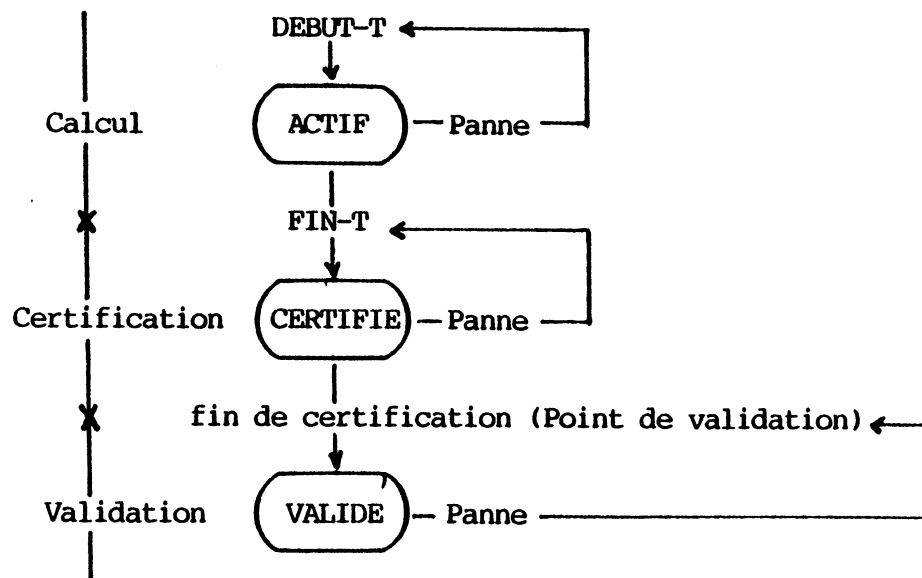 DEBUT-T
Calcul ACTIF Panne
FIN-T
Certification CERTIFIE Panne
fin de certification (Point de validation)
Validation VALIDE Panne